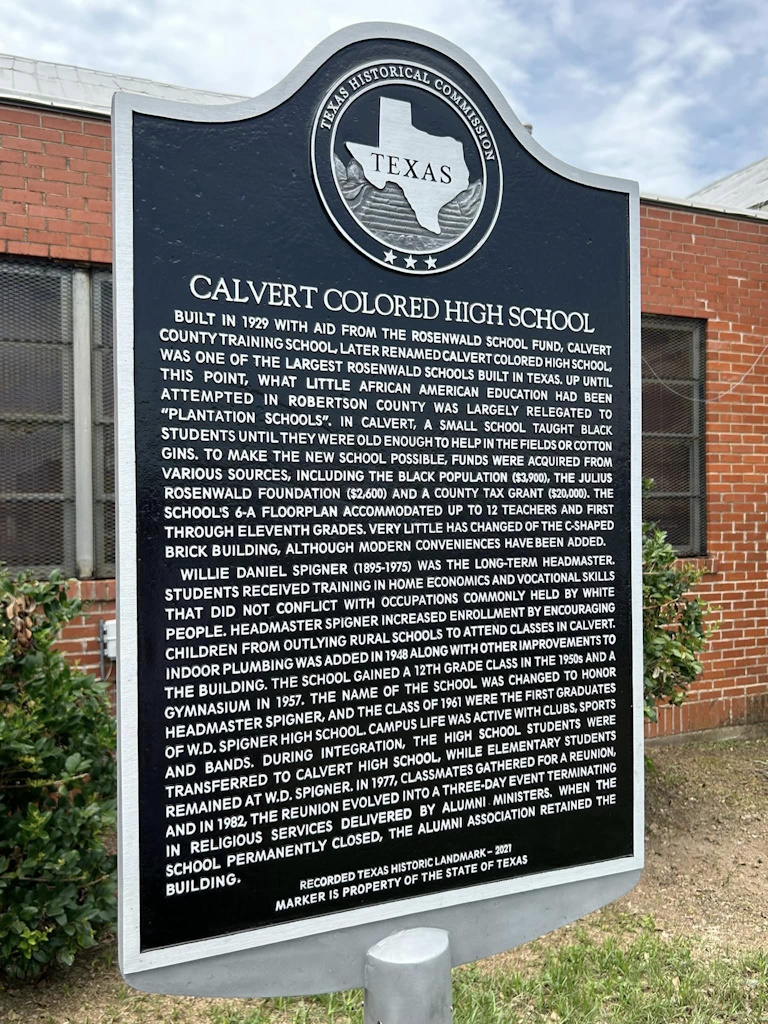 TEXAS HISTORICAL COMMISSION
TEXAS
CALVERT COLORED HIGH SCHOOL
BUILT IN 1929 WITH AID FROM THE ROSENWALD SCHOOL FUND, CALVERT
COUNTY TRAINING SCHOOL, LATER RENAMED CALVERT COLORED HIGH SCHOOL,
WAS ONE OF THE LARGEST ROSENWALD SCHOOLS BUILT IN TEXAS. UP UNTIL
THIS POINT, WHAT LITTLE AFRICAN AMERICAN EDUCATION HAD BEEN
ATTEMPTED IN ROBERTSON COUNTY WAS LARGELY RELEGATED TO
“PLANTATION SCHOOLS”. IN CALVERT, A SMALL SCHOOL TAUGHT BLACK
STUDENTS UNTIL THEY WERE OLD ENOUGH TO HELP IN THE FIELDS OR COTTON
GINS. TO MAKE THE NEW SCHOOL POSSIBLE, FUNDS WERE ACQUIRED FROM
VARIOUS SOURCES, INCLUDING THE BLACK POPULATION ($3,900), THE JULIUS
ROSENWALD FOUNDATION ($2,600) AND A COUNTY TAX GRANT ($20,000). THE
SCHOOL'S 6-A FLOORPLAN ACCOMMODATED UP TO 12 TEACHERS AND FIRST
THROUGH ELEVENTH GRADES. VERY LITTLE HAS CHANGED OF THE C-SHAPED
BRICK BUILDING, ALTHOUGH MODERN CONVENIENCES HAVE BEEN ADDED.
WILLIE DANIEL SPIGNER (1895-1975) WAS THE LONG-TERM HEADMASTER.
STUDENTS RECEIVED TRAINING IN HOME ECONOMICS AND VOCATIONAL SKILLS
THAT DID NOT CONFLICT WITH OCCUPATIONS COMMONLY HELD BY WHITE
PEOPLE. HEADMASTER SPIGNER INCREASED ENROLLMENT BY ENCOURAGING
CHILDREN FROM OUTLYING RURAL SCHOOLS TO ATTEND CLASSES IN CALVERT.
INDOOR PLUMBING WAS ADDED IN 1948 ALONG WITH OTHER IMPROVEMENTS TO
THE BUILDING. THE SCHOOL GAINED A 12TH GRADE CLASS IN THE 1950s AND A
GYMNASIUM IN 1957. THE NAME OF THE SCHOOL WAS CHANGED TO HONOR
HEADMASTER SPIGNER, AND THE CLASS OF 1961 WERE THE FIRST GRADUATES
OF W.D. SPIGNER HIGH SCHOOL. CAMPUS LIFE WAS ACTIVE WITH CLUBS, SPORTS
AND BANDS. DURING INTEGRATION, THE HIGH SCHOOL STUDENTS WERE
TRANSFERRED TO CALVERT HIGH SCHOOL, WHILE ELEMENTARY STUDENTS
REMAINED AT W.D. SPIGNER. IN 1977, CLASSMATES GATHERED FOR A REUNION,
AND IN 1982, THE REUNION EVOLVED INTO A THREE-DAY EVENT TERMINATING
IN RELIGIOUS SERVICES DELIVERED BY ALUMNI MINISTERS. WHEN THE
SCHOOL PERMANENTLY CLOSED, THE ALUMNI ASSOCIATION RETAINED THE
BUILDING.
RECORDED TEXAS HISTORIC LANDMARK – 2021
MARKER IS PROPERTY OF THE STATE OF TEXAS